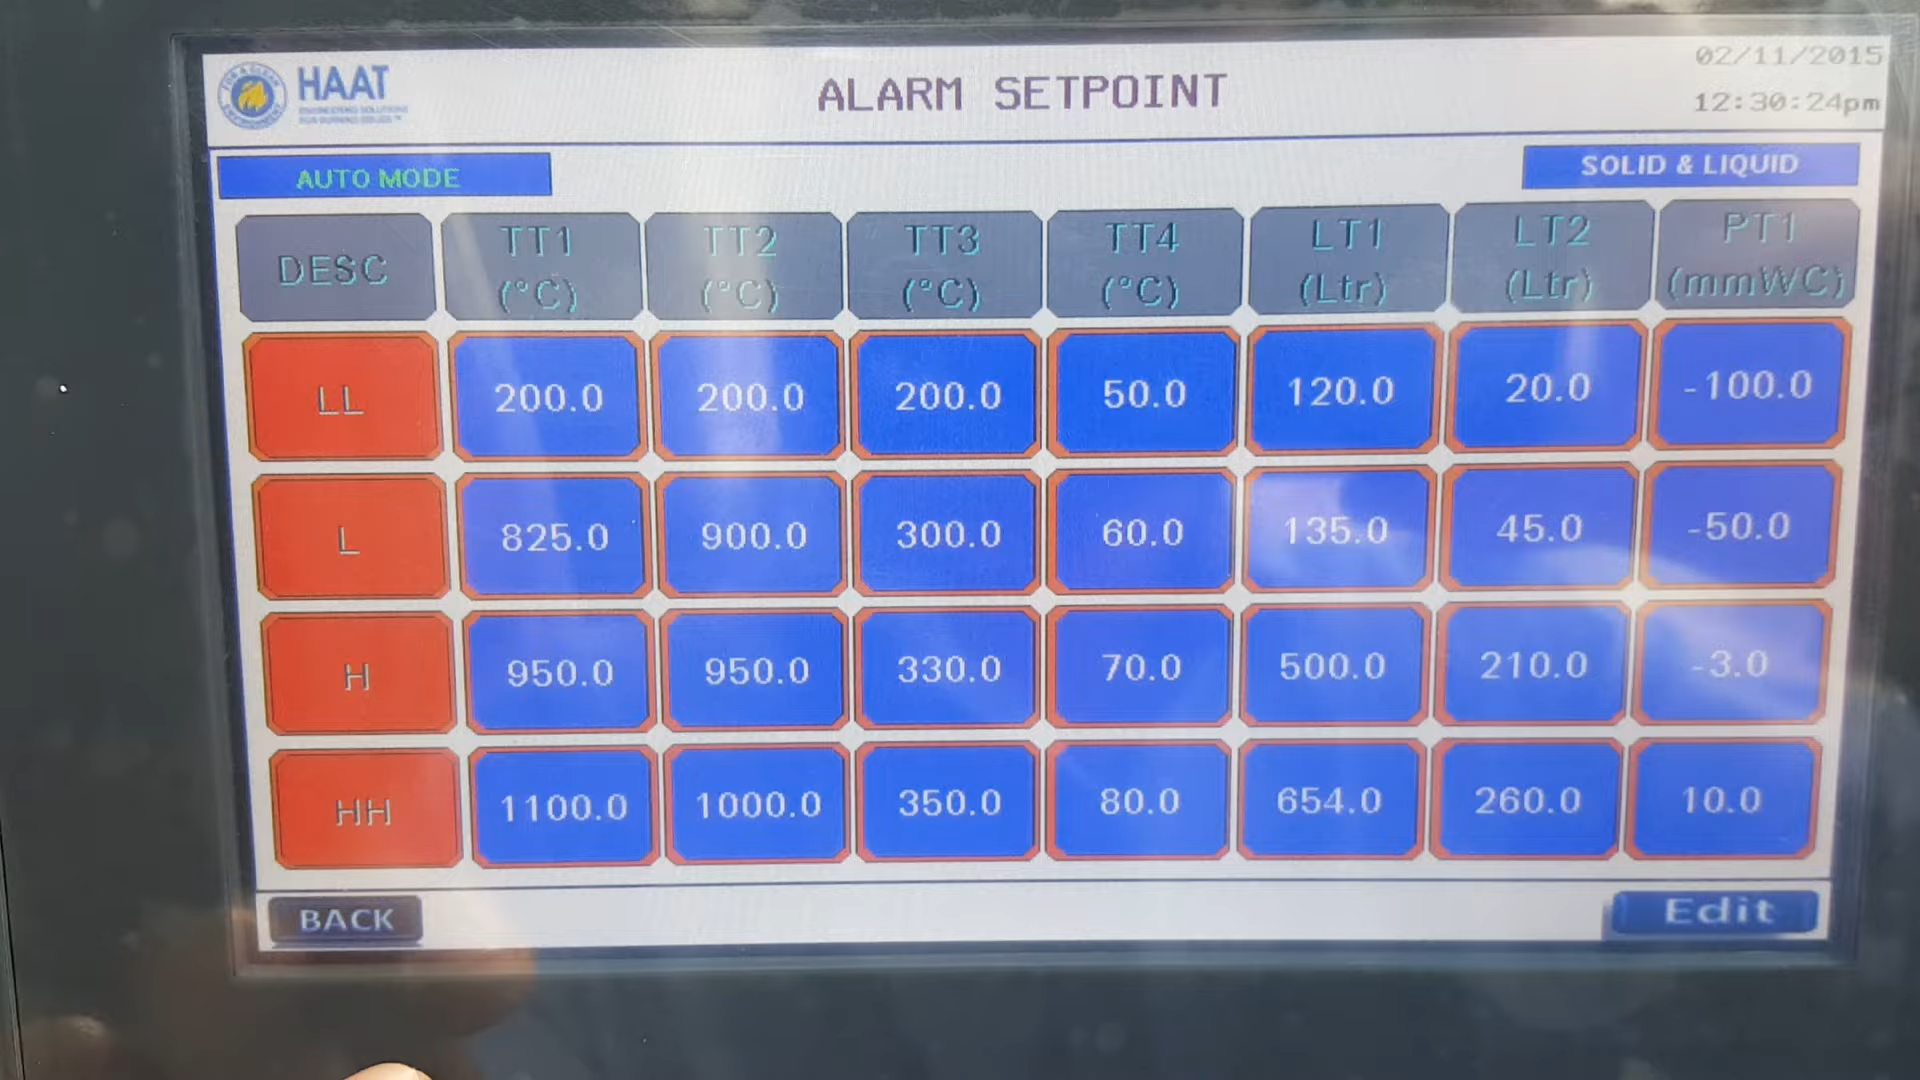 HAAT
ENGINEERING SOLUTIONS
ALARM SETPOINT
02/11/2015
12:30:24pm
AUTO MODE
SOLID & LIQUID
DESC TT1 (°C) TT2 (°C) TT3 (°C) TT4 (°C) LT1 (Ltr) LT2 (Ltr) PT1 (mmWC)
LL 200.0 200.0 200.0 50.0 120.0 20.0 -100.0
L 825.0 900.0 300.0 60.0 135.0 45.0 -50.0
H 950.0 950.0 330.0 70.0 500.0 210.0 -3.0
HH 1100.0 1000.0 350.0 80.0 654.0 260.0 10.0
BACK Edit